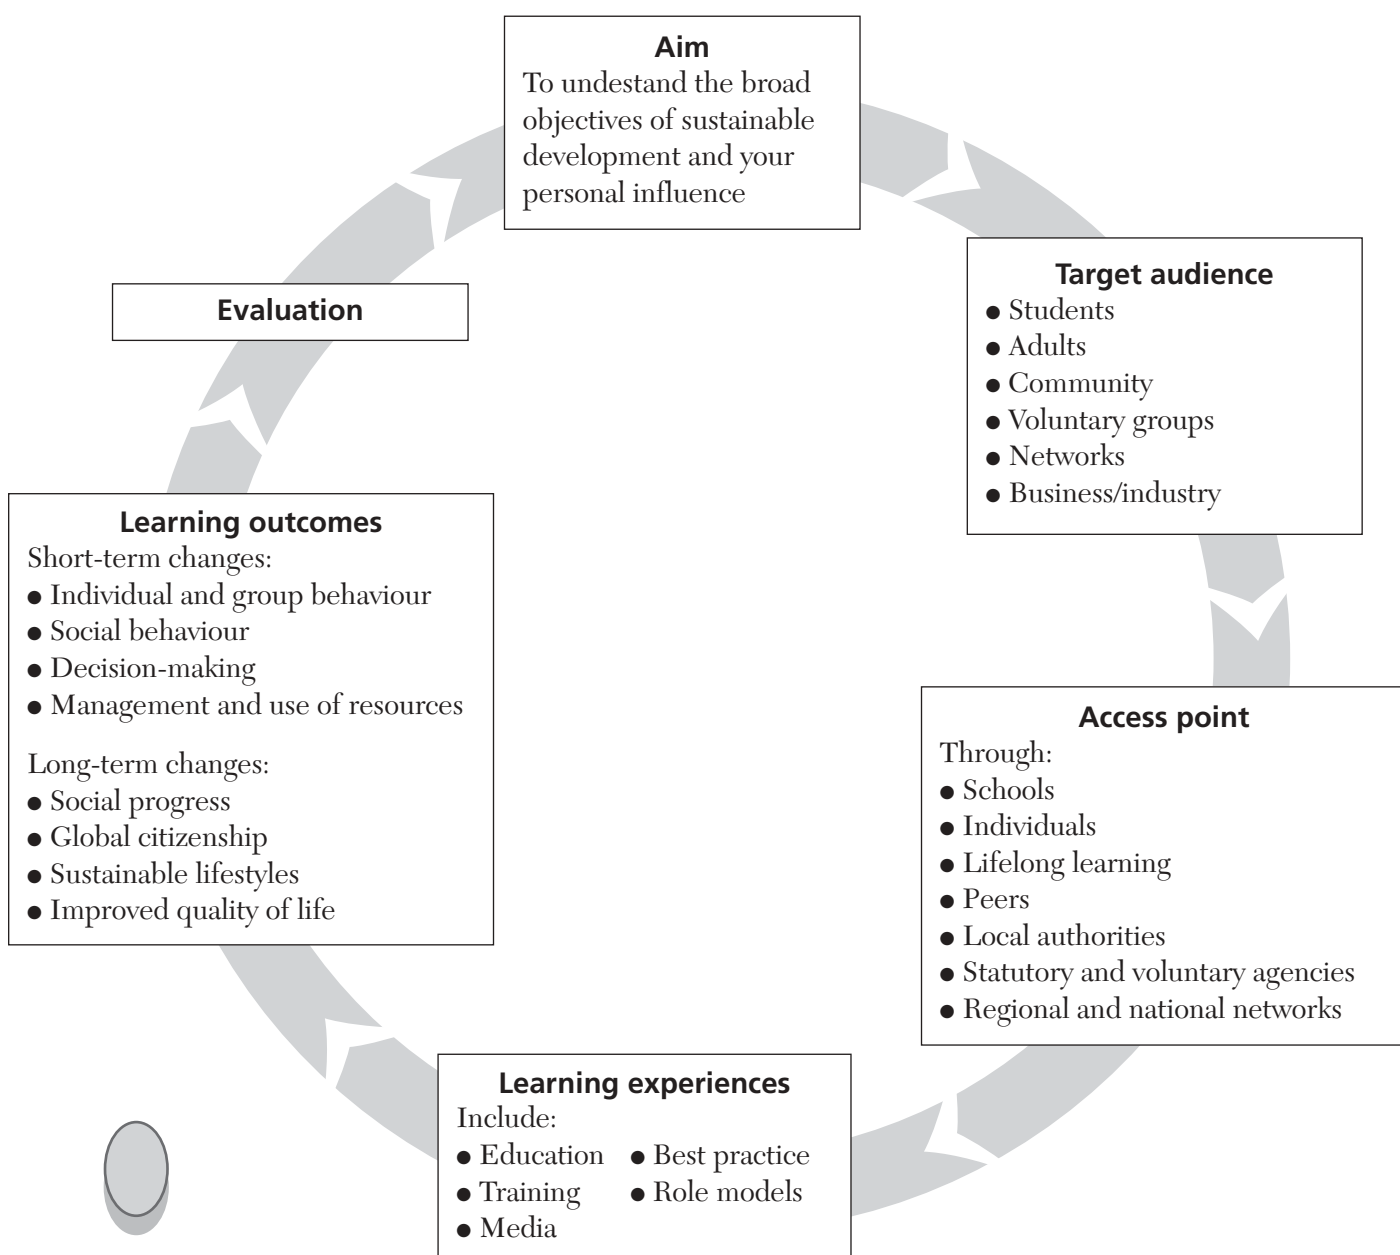 Aim
To undestand the broad
objectives of sustainable
development and your
personal influence
Target audience
● Students
● Adults
● Community
● Voluntary groups
● Networks
● Business/industry
Access point
Through:
● Schools
● Individuals
● Lifelong learning
● Peers
● Local authorities
● Statutory and voluntary agencies
● Regional and national networks
Learning experiences
Include:
● Education ● Best practice
● Training ● Role models
● Media
Learning outcomes
Short-term changes:
● Individual and group behaviour
● Social behaviour
● Decision-making
● Management and use of resources
Long-term changes:
● Social progress
● Global citizenship
● Sustainable lifestyles
● Improved quality of life
Evaluation